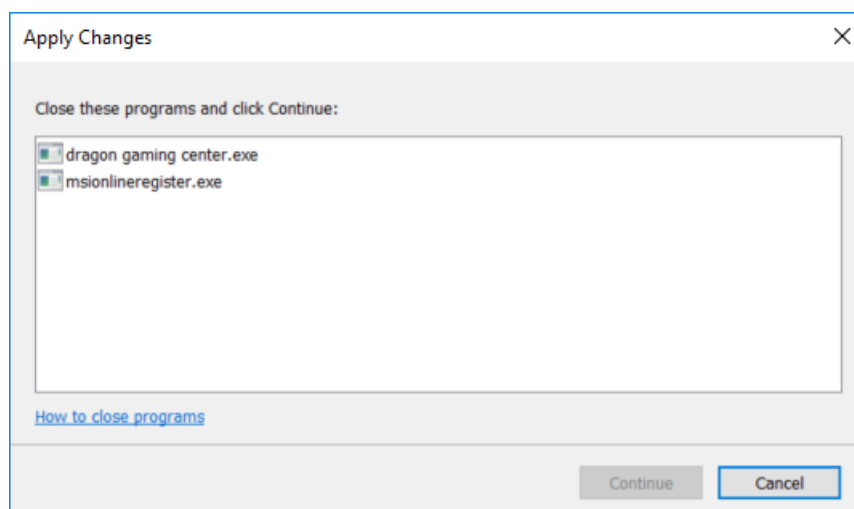 Apply Changes
Close these programs and click Continue:
dragon gaming center.exe
msionlineregister.exe
How to close programs
Continue
Cancel